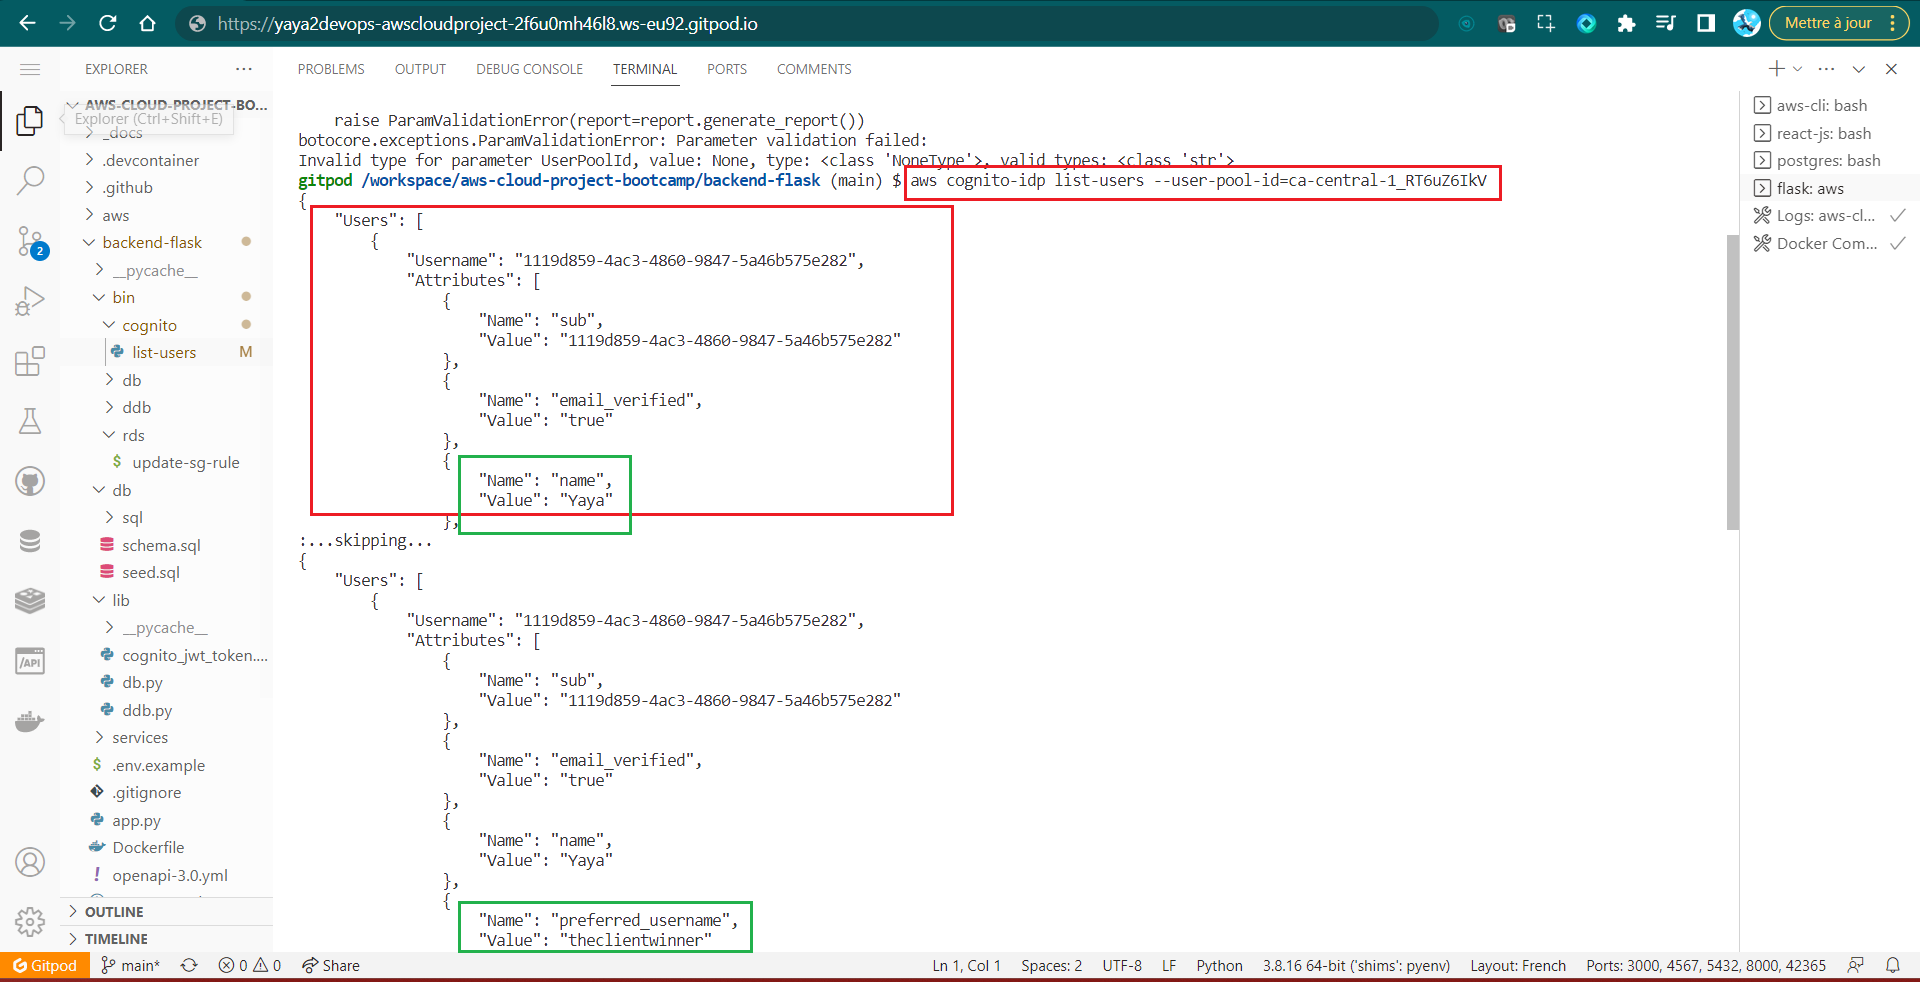 https://yaya2devops-awscloudproject-2f6u0mh46l8.ws-eu92.gitpod.io
Mettre à jour
EXPLORER
PROBLEMS
OUTPUT
DEBUG CONSOLE
TERMINAL
PORTS
COMMENTS
AWS-CLOUD-PROJECT-BO...
Explorer (Ctrl+Shift+E)
_docs
.devcontainer
.github
aws
backend-flask
__pycache__
bin
cognito
list-users M
db
ddb
rds
$ update-sg-rule
db
sql
schema.sql
seed.sql
lib
__pycache__
cognito_jwt_token....
db.py
ddb.py
services
$ .env.example
.gitignore
app.py
Dockerfile
! openapi-3.0.yml
OUTLINE
TIMELINE
2
/API
raise ParamValidationError(report=report.generate_report())
botocore.exceptions.ParamValidationError: Parameter validation failed:
Invalid type for parameter UserPoolId, value: None, type: <class 'NoneType'>, valid types: <class 'str'>
gitpod /workspace/aws-cloud-project-bootcamp/backend-flask (main) $ aws cognito-idp list-users --user-pool-id=ca-central-1_RT6uZ6IkV
{
"Users": [
{
"Username": "1119d859-4ac3-4860-9847-5a46b575e282",
"Attributes": [
{
"Name": "sub",
"Value": "1119d859-4ac3-4860-9847-5a46b575e282"
},
{
"Name": "email_verified",
"Value": "true"
},
{
"Name": "name",
"Value": "Yaya"
},
:...skipping...
{
"Users": [
{
"Username": "1119d859-4ac3-4860-9847-5a46b575e282",
"Attributes": [
{
"Name": "sub",
"Value": "1119d859-4ac3-4860-9847-5a46b575e282"
},
{
"Name": "email_verified",
"Value": "true"
},
{
"Name": "name",
"Value": "Yaya"
},
{
"Name": "preferred_username",
"Value": "theclientwinner"
aws-cli: bash
react-js: bash
postgres: bash
flask: aws
Logs: aws-cl...
Docker Com...
Gitpod
main*
0
0
Share
Ln 1, Col 1
Spaces: 2
UTF-8
LF
Python
3.8.16 64-bit ('shims': pyenv)
Layout: French
Ports: 3000, 4567, 5432, 8000, 42365